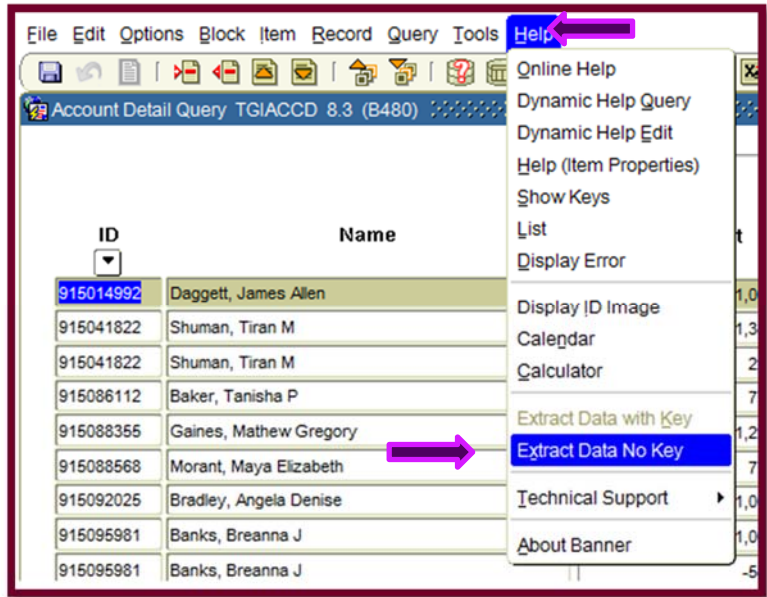 File Edit Options Block Item Record Query Tools Help
Account Detail Query TGIACCD 8.3 (B480)
Online Help
Dynamic Help Query
Dynamic Help Edit
Help (Item Properties)
Show Keys
List
Display Error
Display ID Image
Calendar
Calculator
Extract Data with Key
Extract Data No Key
Technical Support
About Banner
ID Name
915014992 Daggett, James Allen
915041822 Shuman, Tiran M
915041822 Shuman, Tiran M
915086112 Baker, Tanisha P
915088355 Gaines, Mathew Gregory
915088568 Morant, Maya Elizabeth
915092025 Bradley, Angela Denise
915095981 Banks, Breanna J
915095981 Banks, Breanna J